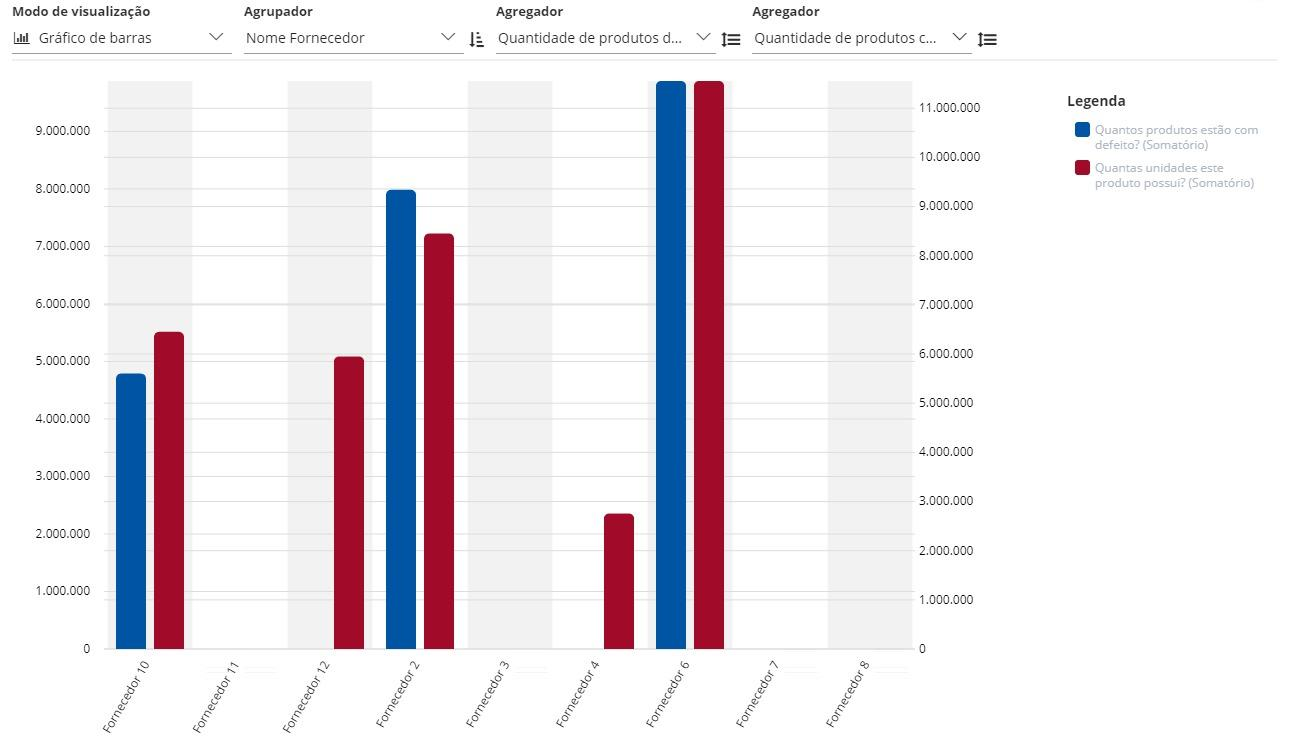 Modo de visualização
Agrupador
Agregador
Agregador
Gráfico de barras
Nome Fornecedor
Quantidade de produtos d...
Quantidade de produtos c...
9.000.000
8.000.000
7.000.000
6.000.000
5.000.000
4.000.000
3.000.000
2.000.000
1.000.000
0
11.000.000
10.000.000
9.000.000
8.000.000
7.000.000
6.000.000
5.000.000
4.000.000
3.000.000
2.000.000
1.000.000
0
Fornecedor 10
Fornecedor 11
Fornecedor 12
Fornecedor 2
Fornecedor 3
Fornecedor 4
Fornecedor 6
Fornecedor 7
Fornecedor 8
Legenda
Quantos produtos estão com
defeito? (Somatório)
Quantas unidades este
produto possui? (Somatório)